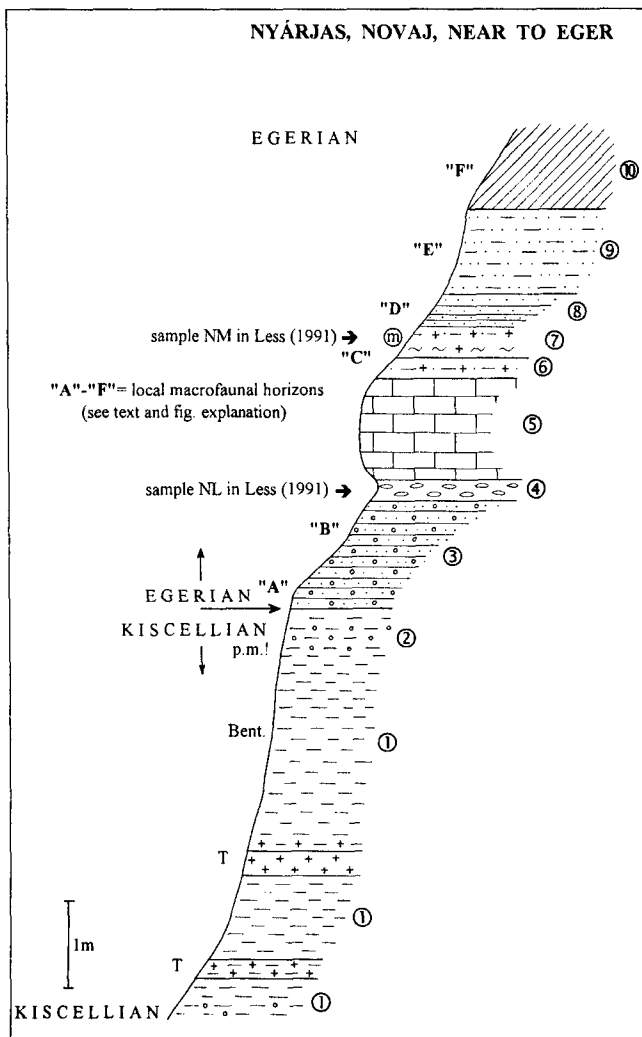 NYÁRJAS, NOVAJ, NEAR TO EGER
EGERIAN
"F"
⑩
"E"
⑨
"D"
⑧
sample NM in Less (1991) ➔
m
⑦
"C"
⑥
"A"-"F"= local macrofaunal horizons
(see text and fig. explanation)
⑤
sample NL in Less (1991) ➔
④
"B"
③
EGERIAN "A"
KISCELLIAN
p.m.!
②
Bent.
①
T
①
1m
T
KISCELLIAN
①